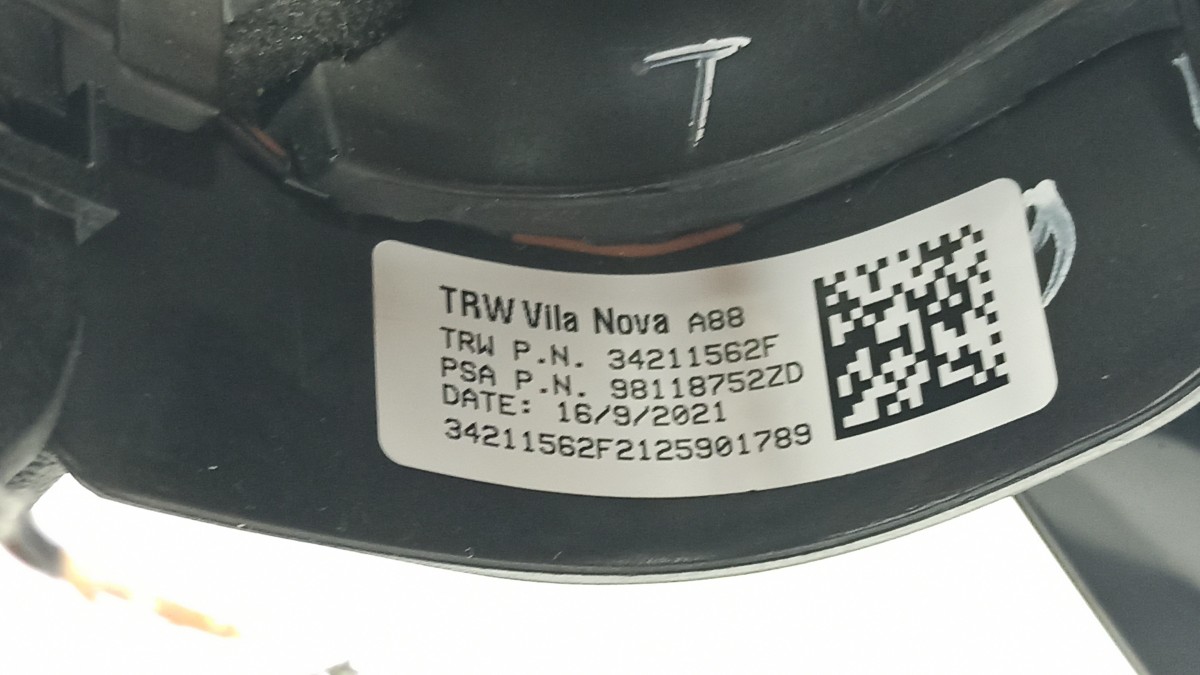 T
TRW Vila Nova A88
TRW P.N. 34211562F
PSA P.N. 98118752ZD
DATE: 16/9/2021
34211562F2125901789